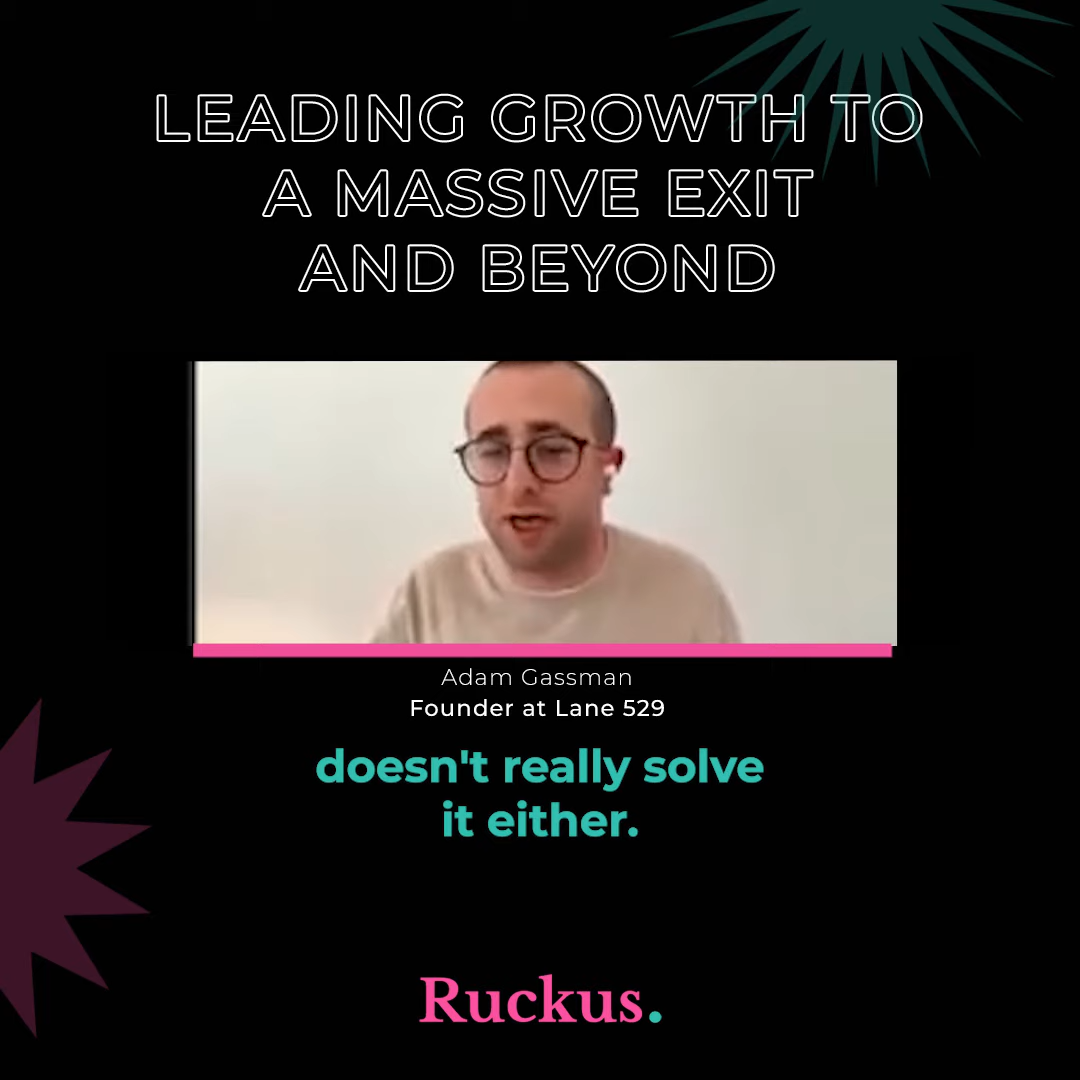 LEADING GROWTH TO
A MASSIVE EXIT
AND BEYOND
Adam Gassman
Founder at Lane 529
doesn't really solve
it either.
Ruckus.